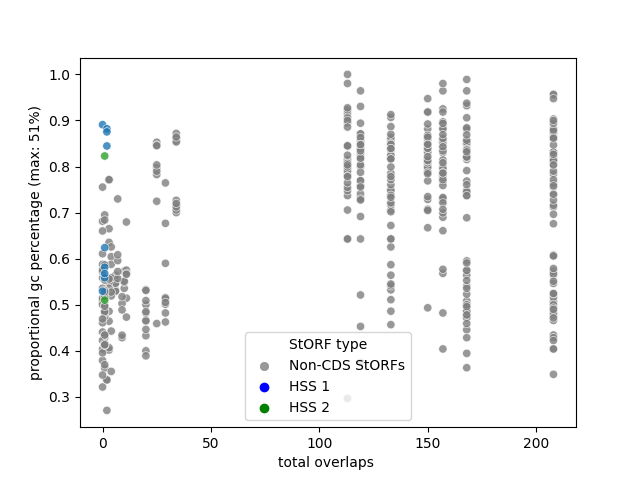 1.0
0.9
0.8
0.7
0.6
0.5
0.4
0.3
proportional gc percentage (max: 51%)
StORF type
Non-CDS StORFs
HSS 1
HSS 2
0 50 100 150 200
total overlaps